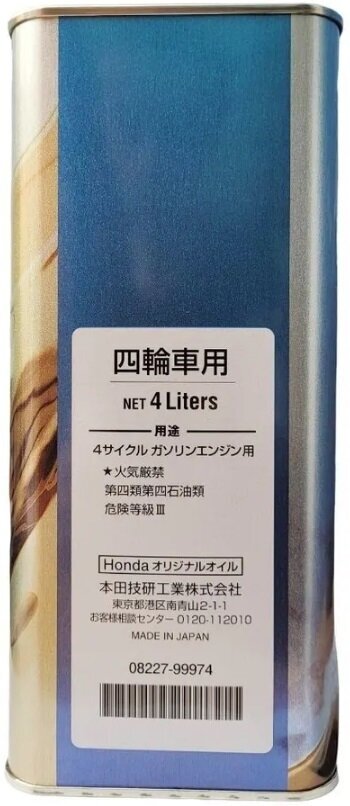 四輪車用
NET 4 Liters
用途
4サイクル ガソリンエンジン用
★火気厳禁
第四類第四石油類
危険等級Ⅲ
Honda オリジナルオイル
本田技研工業株式会社
東京都港区南青山2-1-1
お客様相談センター 0120-112010
MADE IN JAPAN
08227-99974